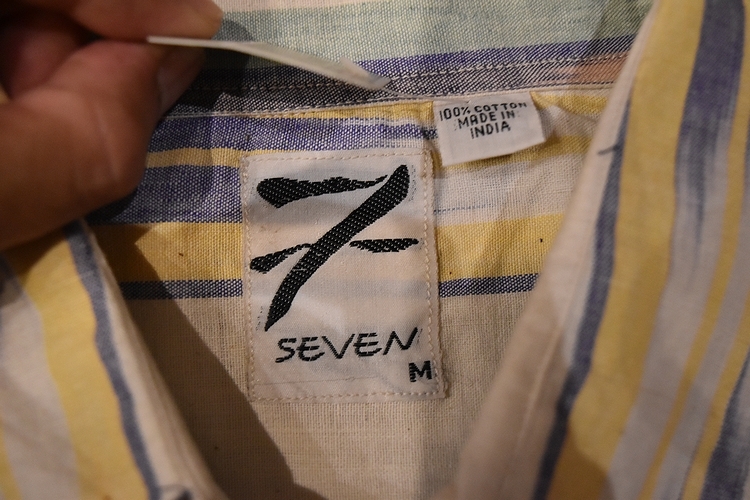 100% COTTON
MADE IN
INDIA
7
SEVEN
M